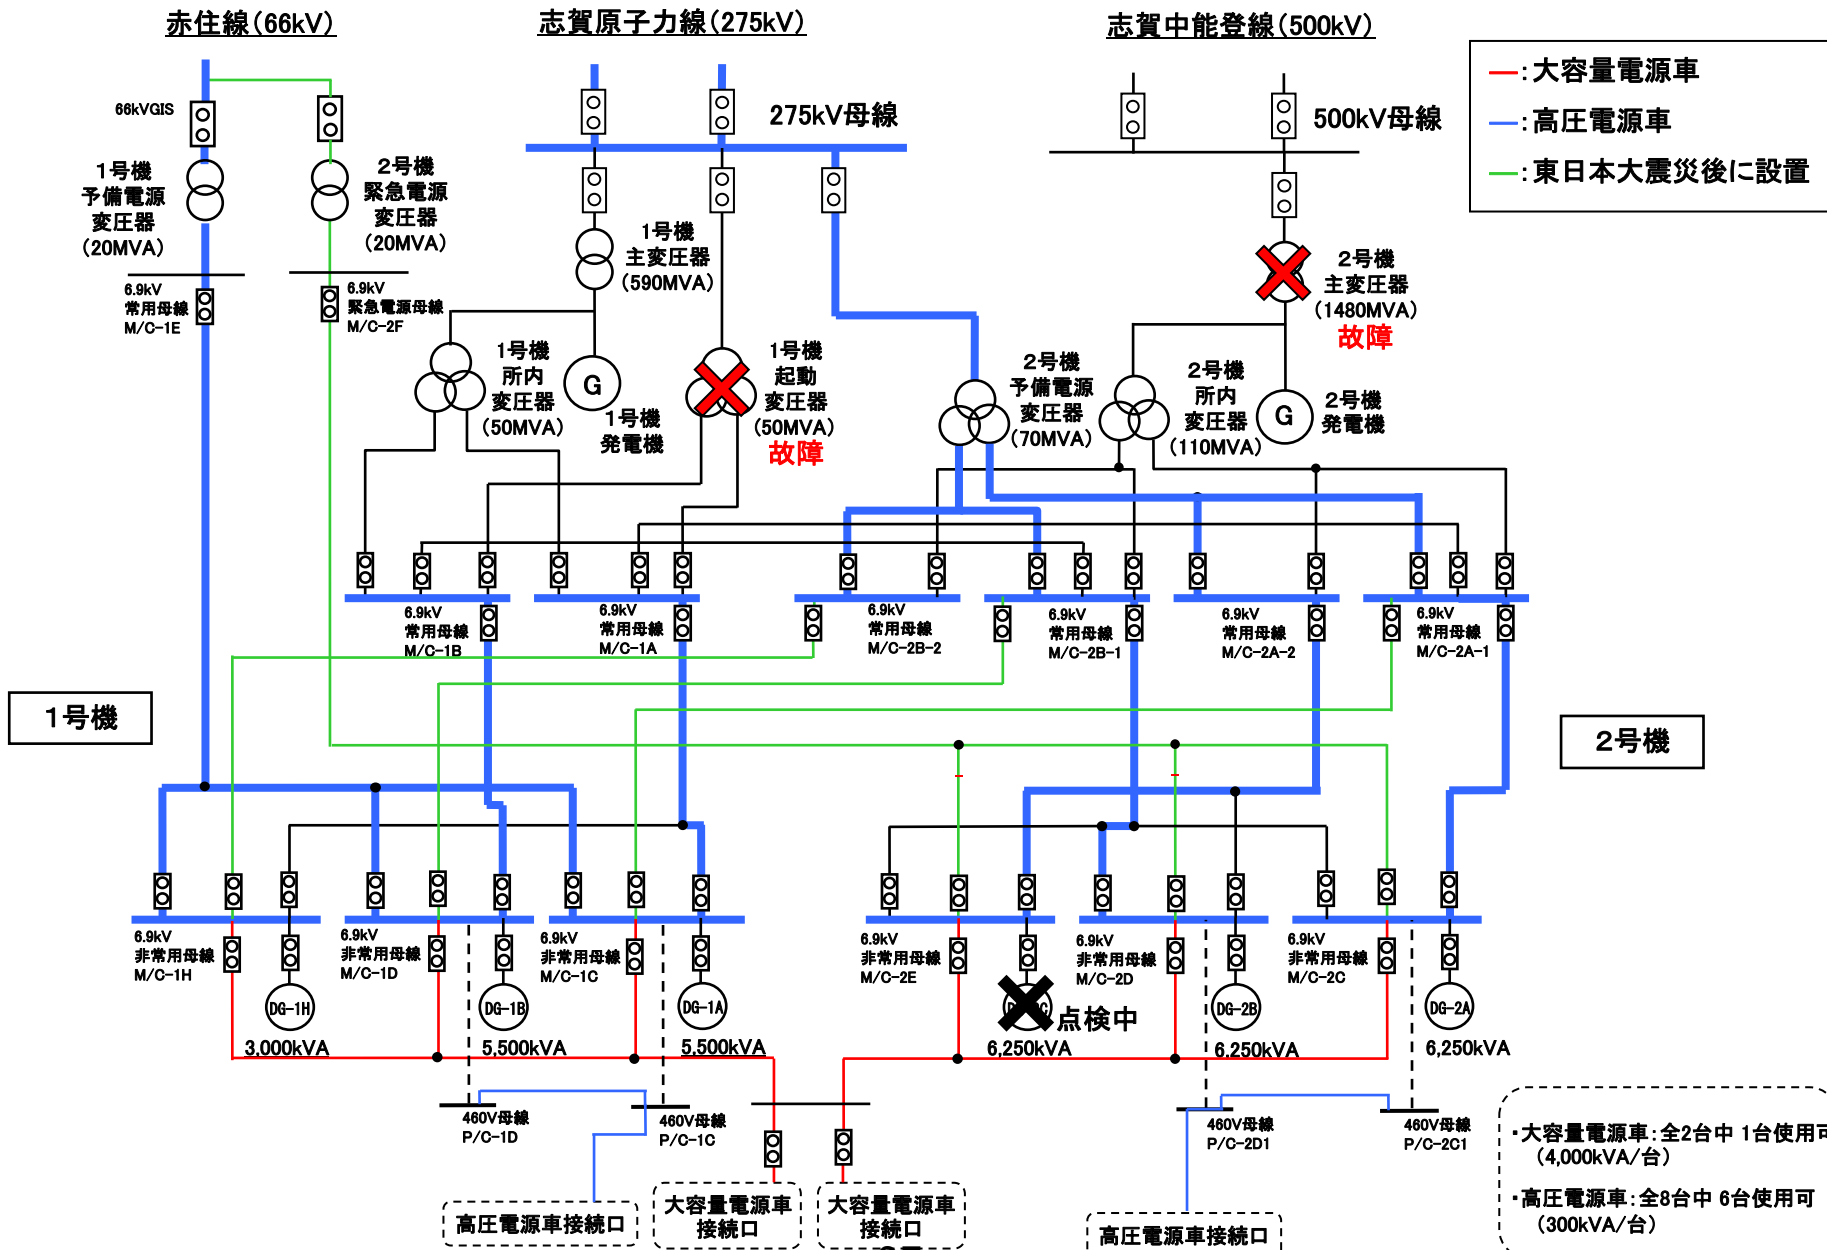 赤住線(66kV)
志賀原子力線(275kV)
志賀中能登線(500kV)
―:大容量電源車
―:高圧電源車
―:東日本大震災後に設置
66kVGIS
1号機
予備電源
変圧器
(20MVA)
2号機
緊急電源
変圧器
(20MVA)
275kV母線
500kV母線
1号機
主変圧器
(590MVA)
2号機
主変圧器
(1480MVA)
故障
6.9kV
常用母線
M/C-1E
6.9kV
緊急電源母線
M/C-2F
1号機
所内
変圧器
(50MVA)
G
1号機
発電機
1号機
起動
変圧器
(50MVA)
故障
2号機
予備電源
変圧器
(70MVA)
2号機
所内
変圧器
(110MVA)
G
2号機
発電機
6.9kV
常用母線
M/C-1B
6.9kV
常用母線
M/C-1A
6.9kV
常用母線
M/C-2B-2
6.9kV
常用母線
M/C-2B-1
6.9kV
常用母線
M/C-2A-2
6.9kV
常用母線
M/C-2A-1
1号機
2号機
6.9kV
非常用母線
M/C-1H
6.9kV
非常用母線
M/C-1D
6.9kV
非常用母線
M/C-1C
6.9kV
非常用母線
M/C-2E
6.9kV
非常用母線
M/C-2D
6.9kV
非常用母線
M/C-2C
DG-1H
3,000kVA
DG-1B
5,500kVA
DG-1A
5,500kVA
点検中
6,250kVA
DG-2B
6,250kVA
DG-2A
6,250kVA
460V母線
P/C-1D
460V母線
P/C-1C
460V母線
P/C-2D1
460V母線
P/C-2C1
高圧電源車接続口
大容量電源車
接続口
大容量電源車
接続口
高圧電源車接続口
・大容量電源車:全2台中 1台使用可
(4,000kVA/台)
・高圧電源車:全8台中 6台使用可
(300kVA/台)